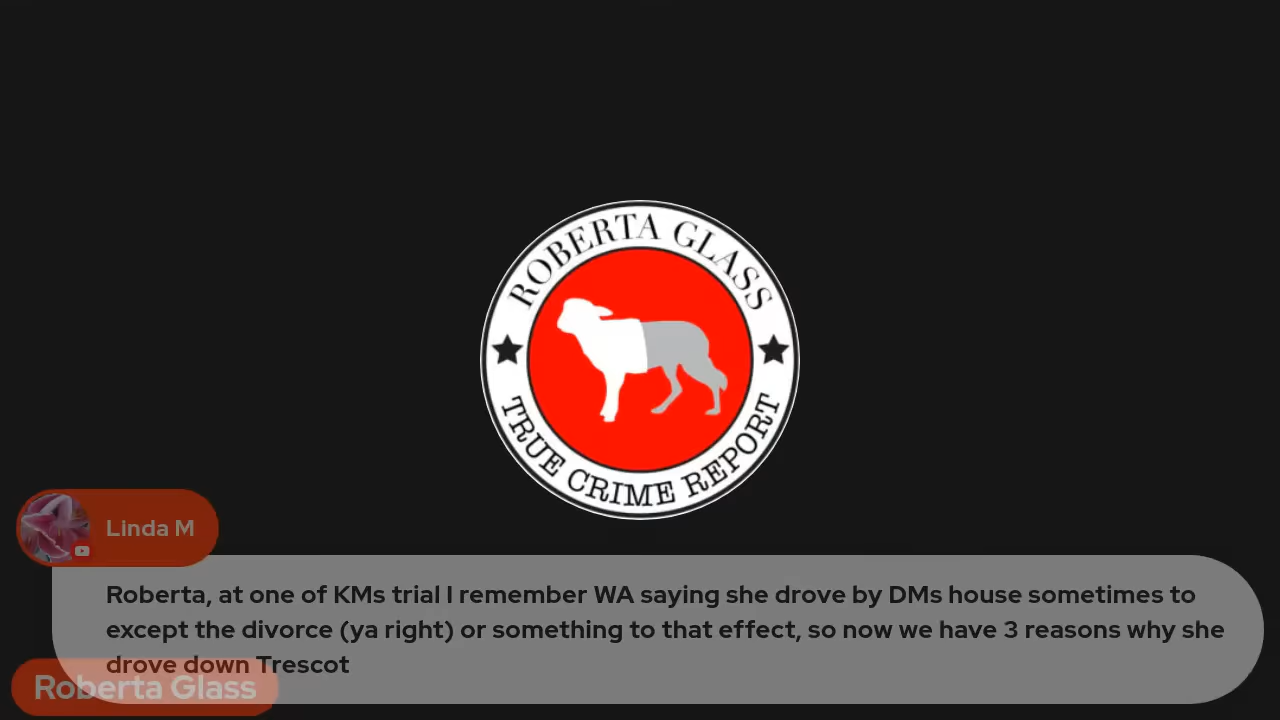 ROBERTA GLASS
TRUE CRIME REPORT
Linda M
Roberta, at one of KMs trial I remember WA saying she drove by DMs house sometimes to
except the divorce (ya right) or something to that effect, so now we have 3 reasons why she
drove down Trescot
Roberta Glass